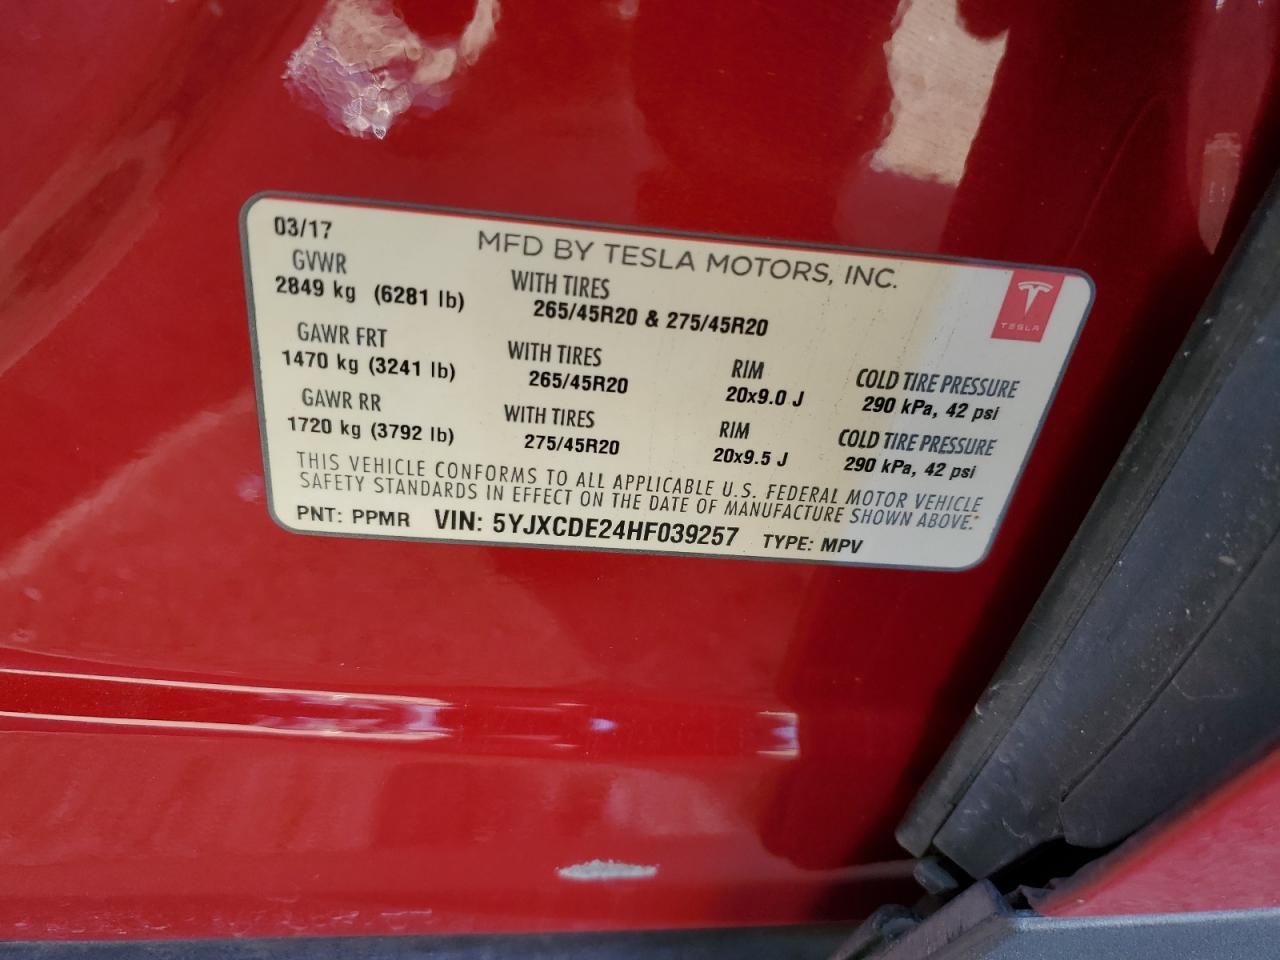 03/17
MFD BY TESLA MOTORS, INC.
GVWR
2849 kg (6281 lb)
WITH TIRES
265/45R20 & 275/45R20
TESLA
GAWR FRT
1470 kg (3241 lb)
WITH TIRES
265/45R20
RIM
20x9.0 J
COLD TIRE PRESSURE
290 kPa, 42 psi
GAWR RR
1720 kg (3792 lb)
WITH TIRES
275/45R20
RIM
20x9.5 J
COLD TIRE PRESSURE
290 kPa, 42 psi
THIS VEHICLE CONFORMS TO ALL APPLICABLE U.S. FEDERAL MOTOR VEHICLE
SAFETY STANDARDS IN EFFECT ON THE DATE OF MANUFACTURE SHOWN ABOVE.
PNT: PPMR VIN: 5YJXCDE24HF039257 TYPE: MPV